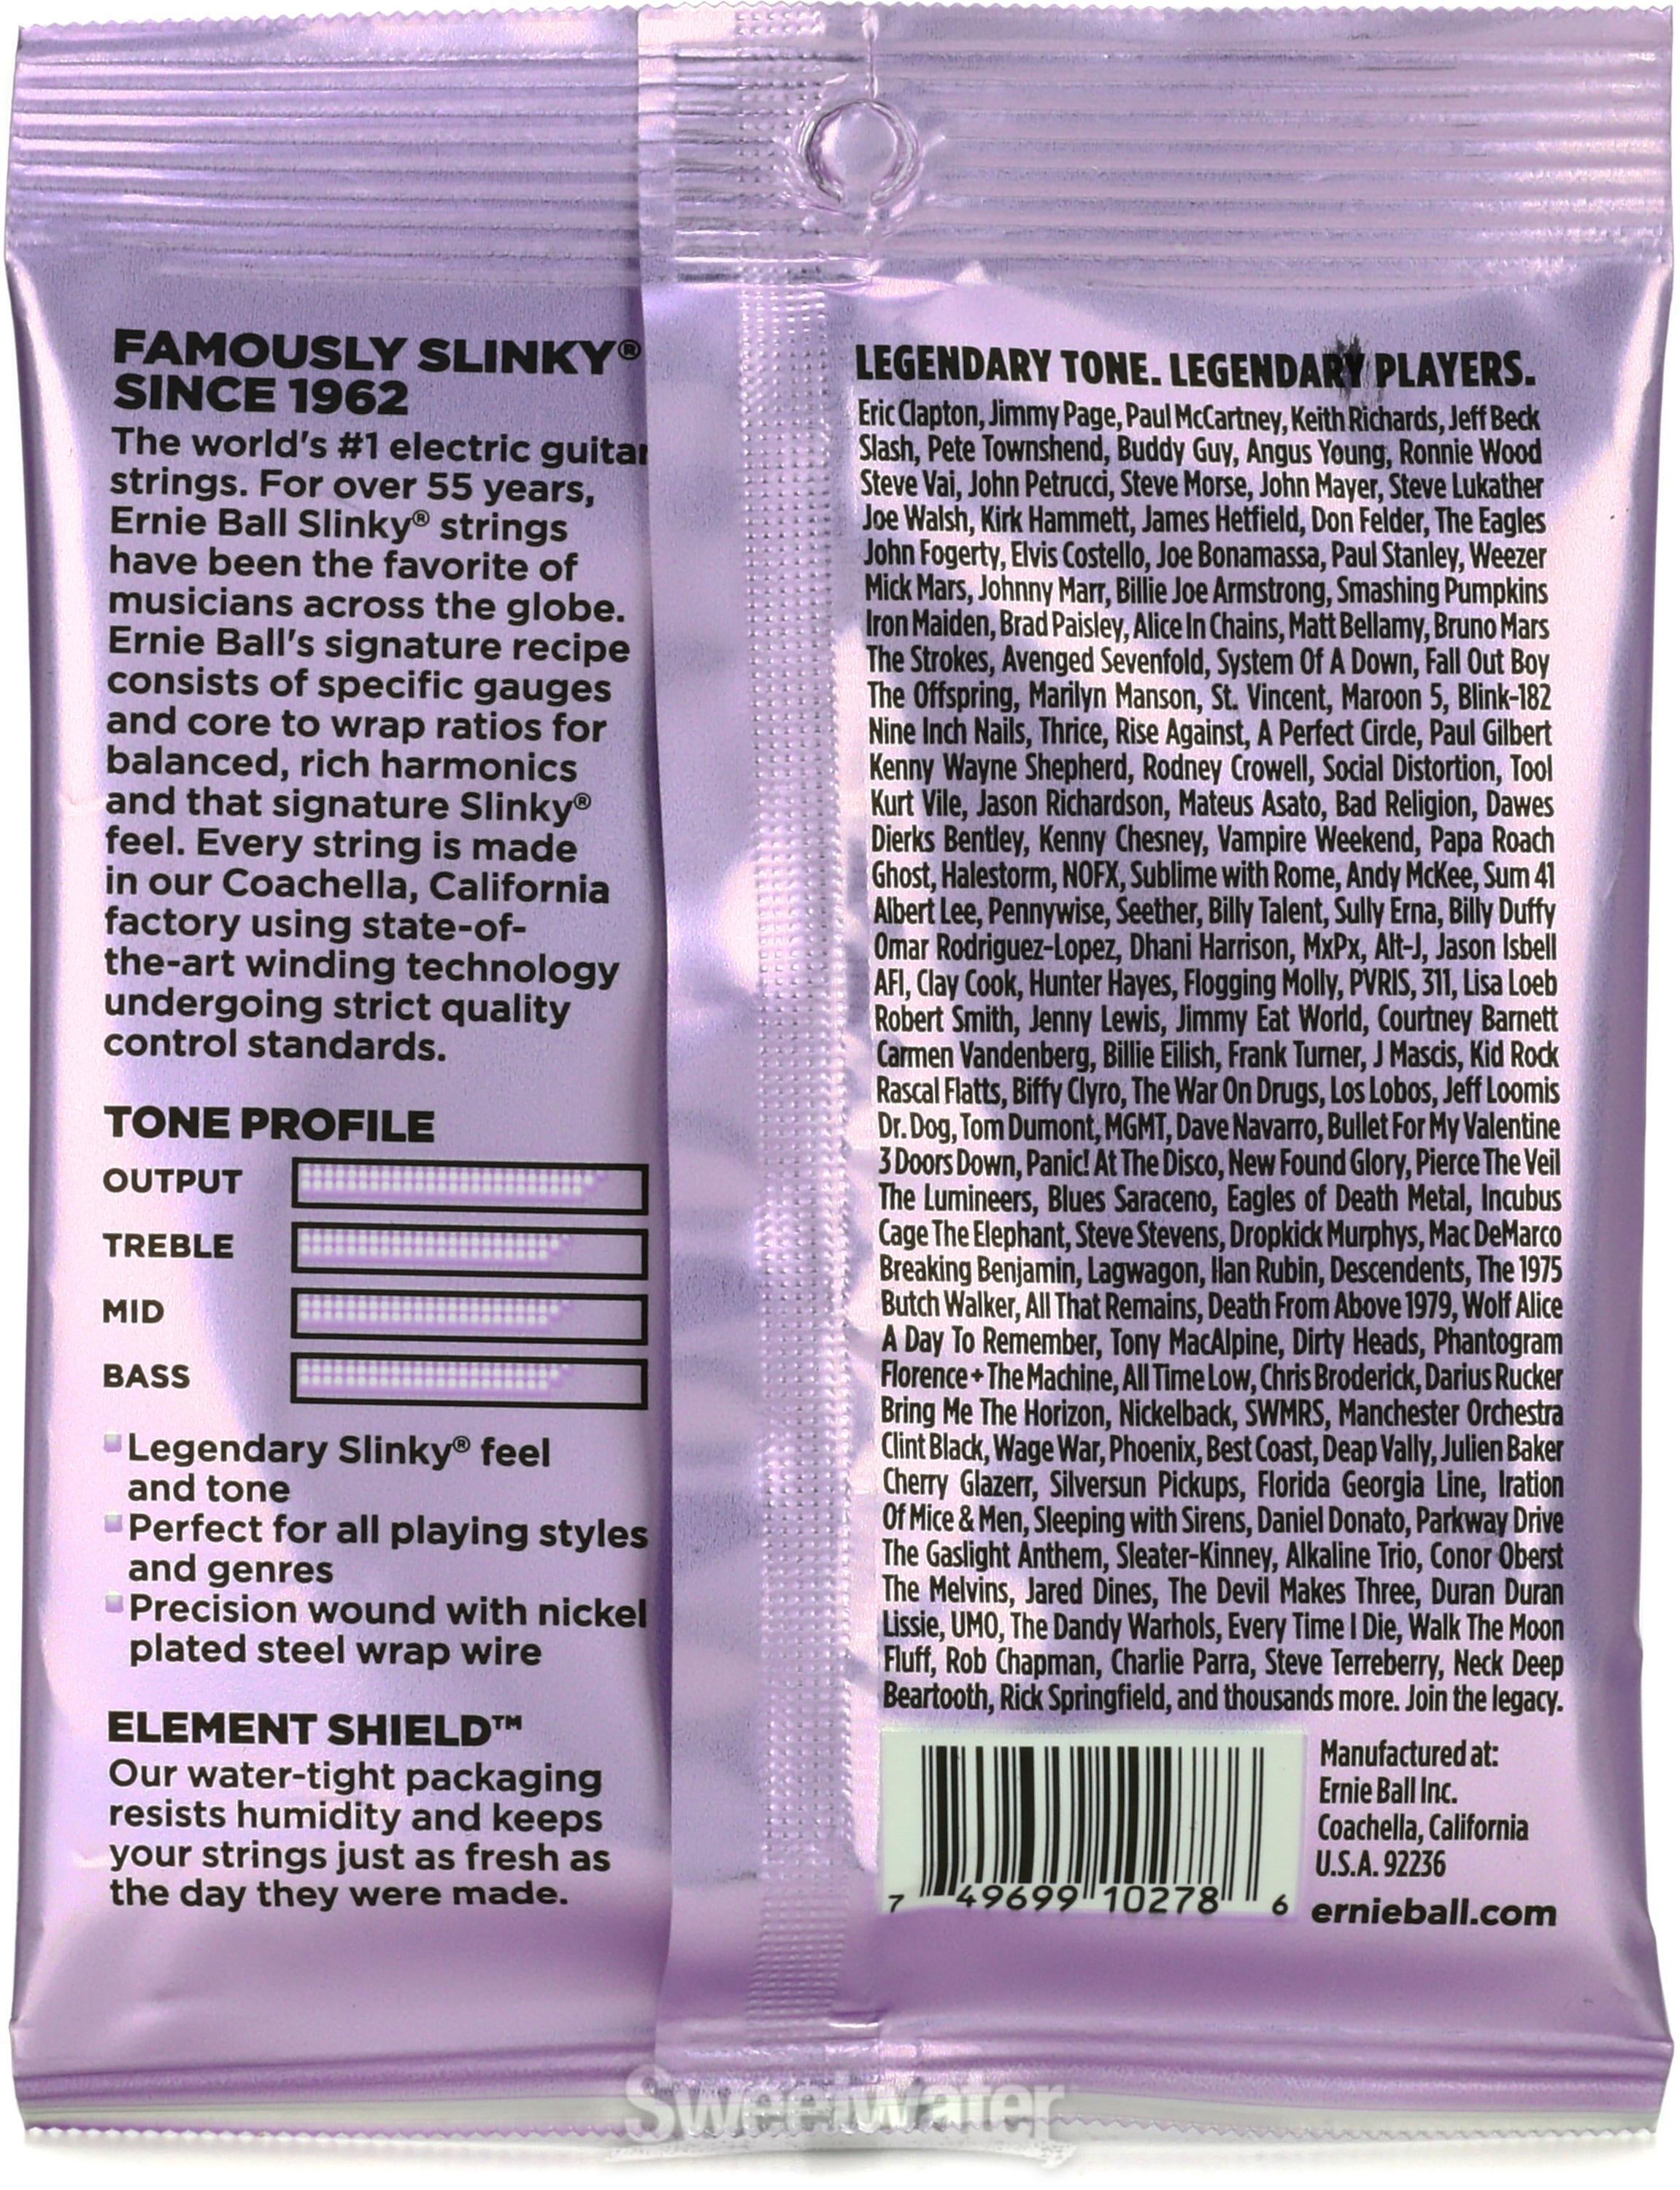 FAMOUSLY SLINKY®
SINCE 1962
The world's #1 electric guitar
strings. For over 55 years,
Ernie Ball Slinky® strings
have been the favorite of
musicians across the globe.
Ernie Ball's signature recipe
consists of specific gauges
and core to wrap ratios for
balanced, rich harmonics
and that signature Slinky®
feel. Every string is made
in our Coachella, California
factory using state-of-
the-art winding technology
undergoing strict quality
control standards.
TONE PROFILE
OUTPUT
TREBLE
MID
BASS
Legendary Slinky® feel
and tone
Perfect for all playing styles
and genres
Precision wound with nickel
plated steel wrap wire
ELEMENT SHIELD™
Our water-tight packaging
resists humidity and keeps
your strings just as fresh as
the day they were made.
LEGENDARY TONE. LEGENDARY PLAYERS.
Eric Clapton, Jimmy Page, Paul McCartney, Keith Richards, Jeff Beck
Slash, Pete Townshend, Buddy Guy, Angus Young, Ronnie Wood
Steve Vai, John Petrucci, Steve Morse, John Mayer, Steve Lukather
Joe Walsh, Kirk Hammett, James Hetfield, Don Felder, The Eagles
John Fogerty, Elvis Costello, Joe Bonamassa, Paul Stanley, Weezer
Mick Mars, Johnny Marr, Billie Joe Armstrong, Smashing Pumpkins
Iron Maiden, Brad Paisley, Alice In Chains, Matt Bellamy, Bruno Mars
The Strokes, Avenged Sevenfold, System Of A Down, Fall Out Boy
The Offspring, Marilyn Manson, St. Vincent, Maroon 5, Blink-182
Nine Inch Nails, Thrice, Rise Against, A Perfect Circle, Paul Gilbert
Kenny Wayne Shepherd, Rodney Crowell, Social Distortion, Tool
Kurt Vile, Jason Richardson, Mateus Asato, Bad Religion, Dawes
Dierks Bentley, Kenny Chesney, Vampire Weekend, Papa Roach
Ghost, Halestorm, NOFX, Sublime with Rome, Andy McKee, Sum 41
Albert Lee, Pennywise, Seether, Billy Talent, Sully Erna, Billy Duffy
Omar Rodriguez-Lopez, Dhani Harrison, MxPx, Alt-J, Jason Isbell
AFI, Clay Cook, Hunter Hayes, Flogging Molly, PVRIS, 311, Lisa Loeb
Robert Smith, Jenny Lewis, Jimmy Eat World, Courtney Barnett
Carmen Vandenberg, Billie Eilish, Frank Turner, J Mascis, Kid Rock
Rascal Flatts, Biffy Clyro, The War On Drugs, Los Lobos, Jeff Loomis
Dr. Dog, Tom Dumont, MGMT, Dave Navarro, Bullet For My Valentine
3 Doors Down, Panic! At The Disco, New Found Glory, Pierce The Veil
The Lumineers, Blues Saraceno, Eagles of Death Metal, Incubus
Cage The Elephant, Steve Stevens, Dropkick Murphys, Mac DeMarco
Breaking Benjamin, Lagwagon, Ilan Rubin, Descendents, The 1975
Butch Walker, All That Remains, Death From Above 1979, Wolf Alice
A Day To Remember, Tony MacAlpine, Dirty Heads, Phantogram
Florence + The Machine, All Time Low, Chris Broderick, Darius Rucker
Bring Me The Horizon, Nickelback, SWMRS, Manchester Orchestra
Clint Black, Wage War, Phoenix, Best Coast, Deap Vally, Julien Baker
Cherry Glazerr, Silversun Pickups, Florida Georgia Line, Iration
Of Mice & Men, Sleeping with Sirens, Daniel Donato, Parkway Drive
The Gaslight Anthem, Sleater-Kinney, Alkaline Trio, Conor Oberst
The Melvins, Jared Dines, The Devil Makes Three, Duran Duran
Lissie, UMO, The Dandy Warhols, Every Time I Die, Walk The Moon
Fluff, Rob Chapman, Charlie Parra, Steve Terreberry, Neck Deep
Beartooth, Rick Springfield, and thousands more. Join the legacy.
7 49699 10278 6
Manufactured at:
Ernie Ball Inc.
Coachella, California
U.S.A. 92236
ernieball.com
Sweetwater